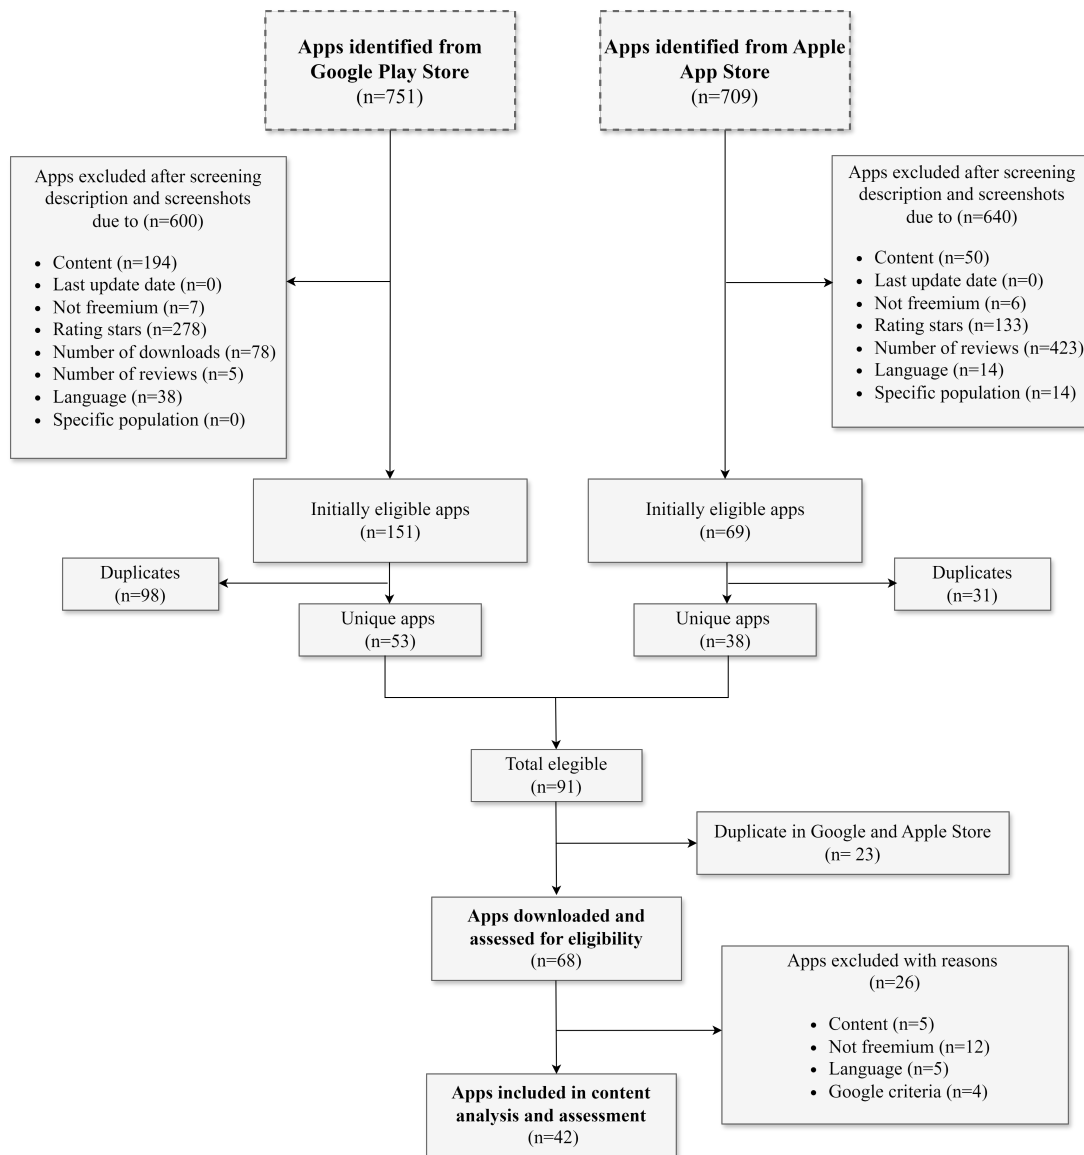 Apps identified from
Google Play Store
(n=751)
Apps identified from Apple
App Store
(n=709)
Apps excluded after screening
description and screenshots
due to (n=600)
• Content (n=194)
• Last update date (n=0)
• Not freemium (n=7)
• Rating stars (n=278)
• Number of downloads (n=78)
• Number of reviews (n=5)
• Language (n=38)
• Specific population (n=0)
Apps excluded after screening
description and screenshots
due to (n=640)
• Content (n=50)
• Last update date (n=0)
• Not freemium (n=6)
• Rating stars (n=133)
• Number of reviews (n=423)
• Language (n=14)
• Specific population (n=14)
Initially eligible apps
(n=151)
Initially eligible apps
(n=69)
Duplicates
(n=98)
Duplicates
(n=31)
Unique apps
(n=53)
Unique apps
(n=38)
Total elegible
(n=91)
Duplicate in Google and Apple Store
(n= 23)
Apps downloaded and
assessed for eligibility
(n=68)
Apps excluded with reasons
(n=26)
• Content (n=5)
• Not freemium (n=12)
• Language (n=5)
• Google criteria (n=4)
Apps included in content
analysis and assessment
(n=42)